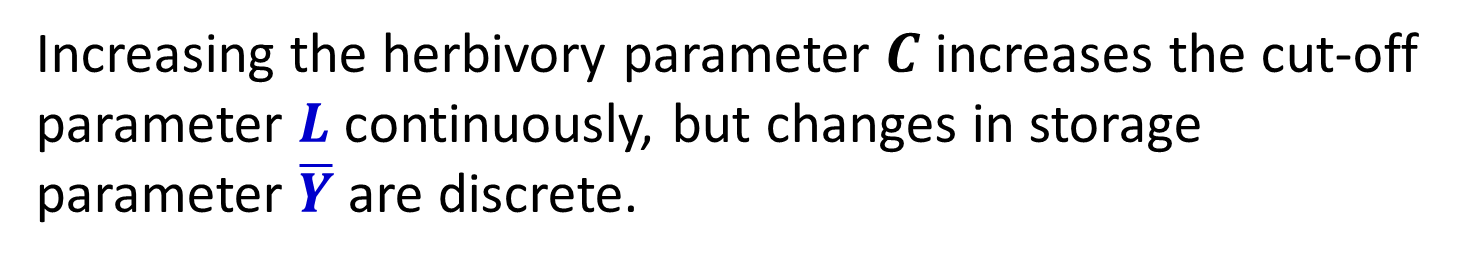 Increasing the herbivory parameter C increases the cut-off
parameter L continuously, but changes in storage
parameter Y̅ are discrete.